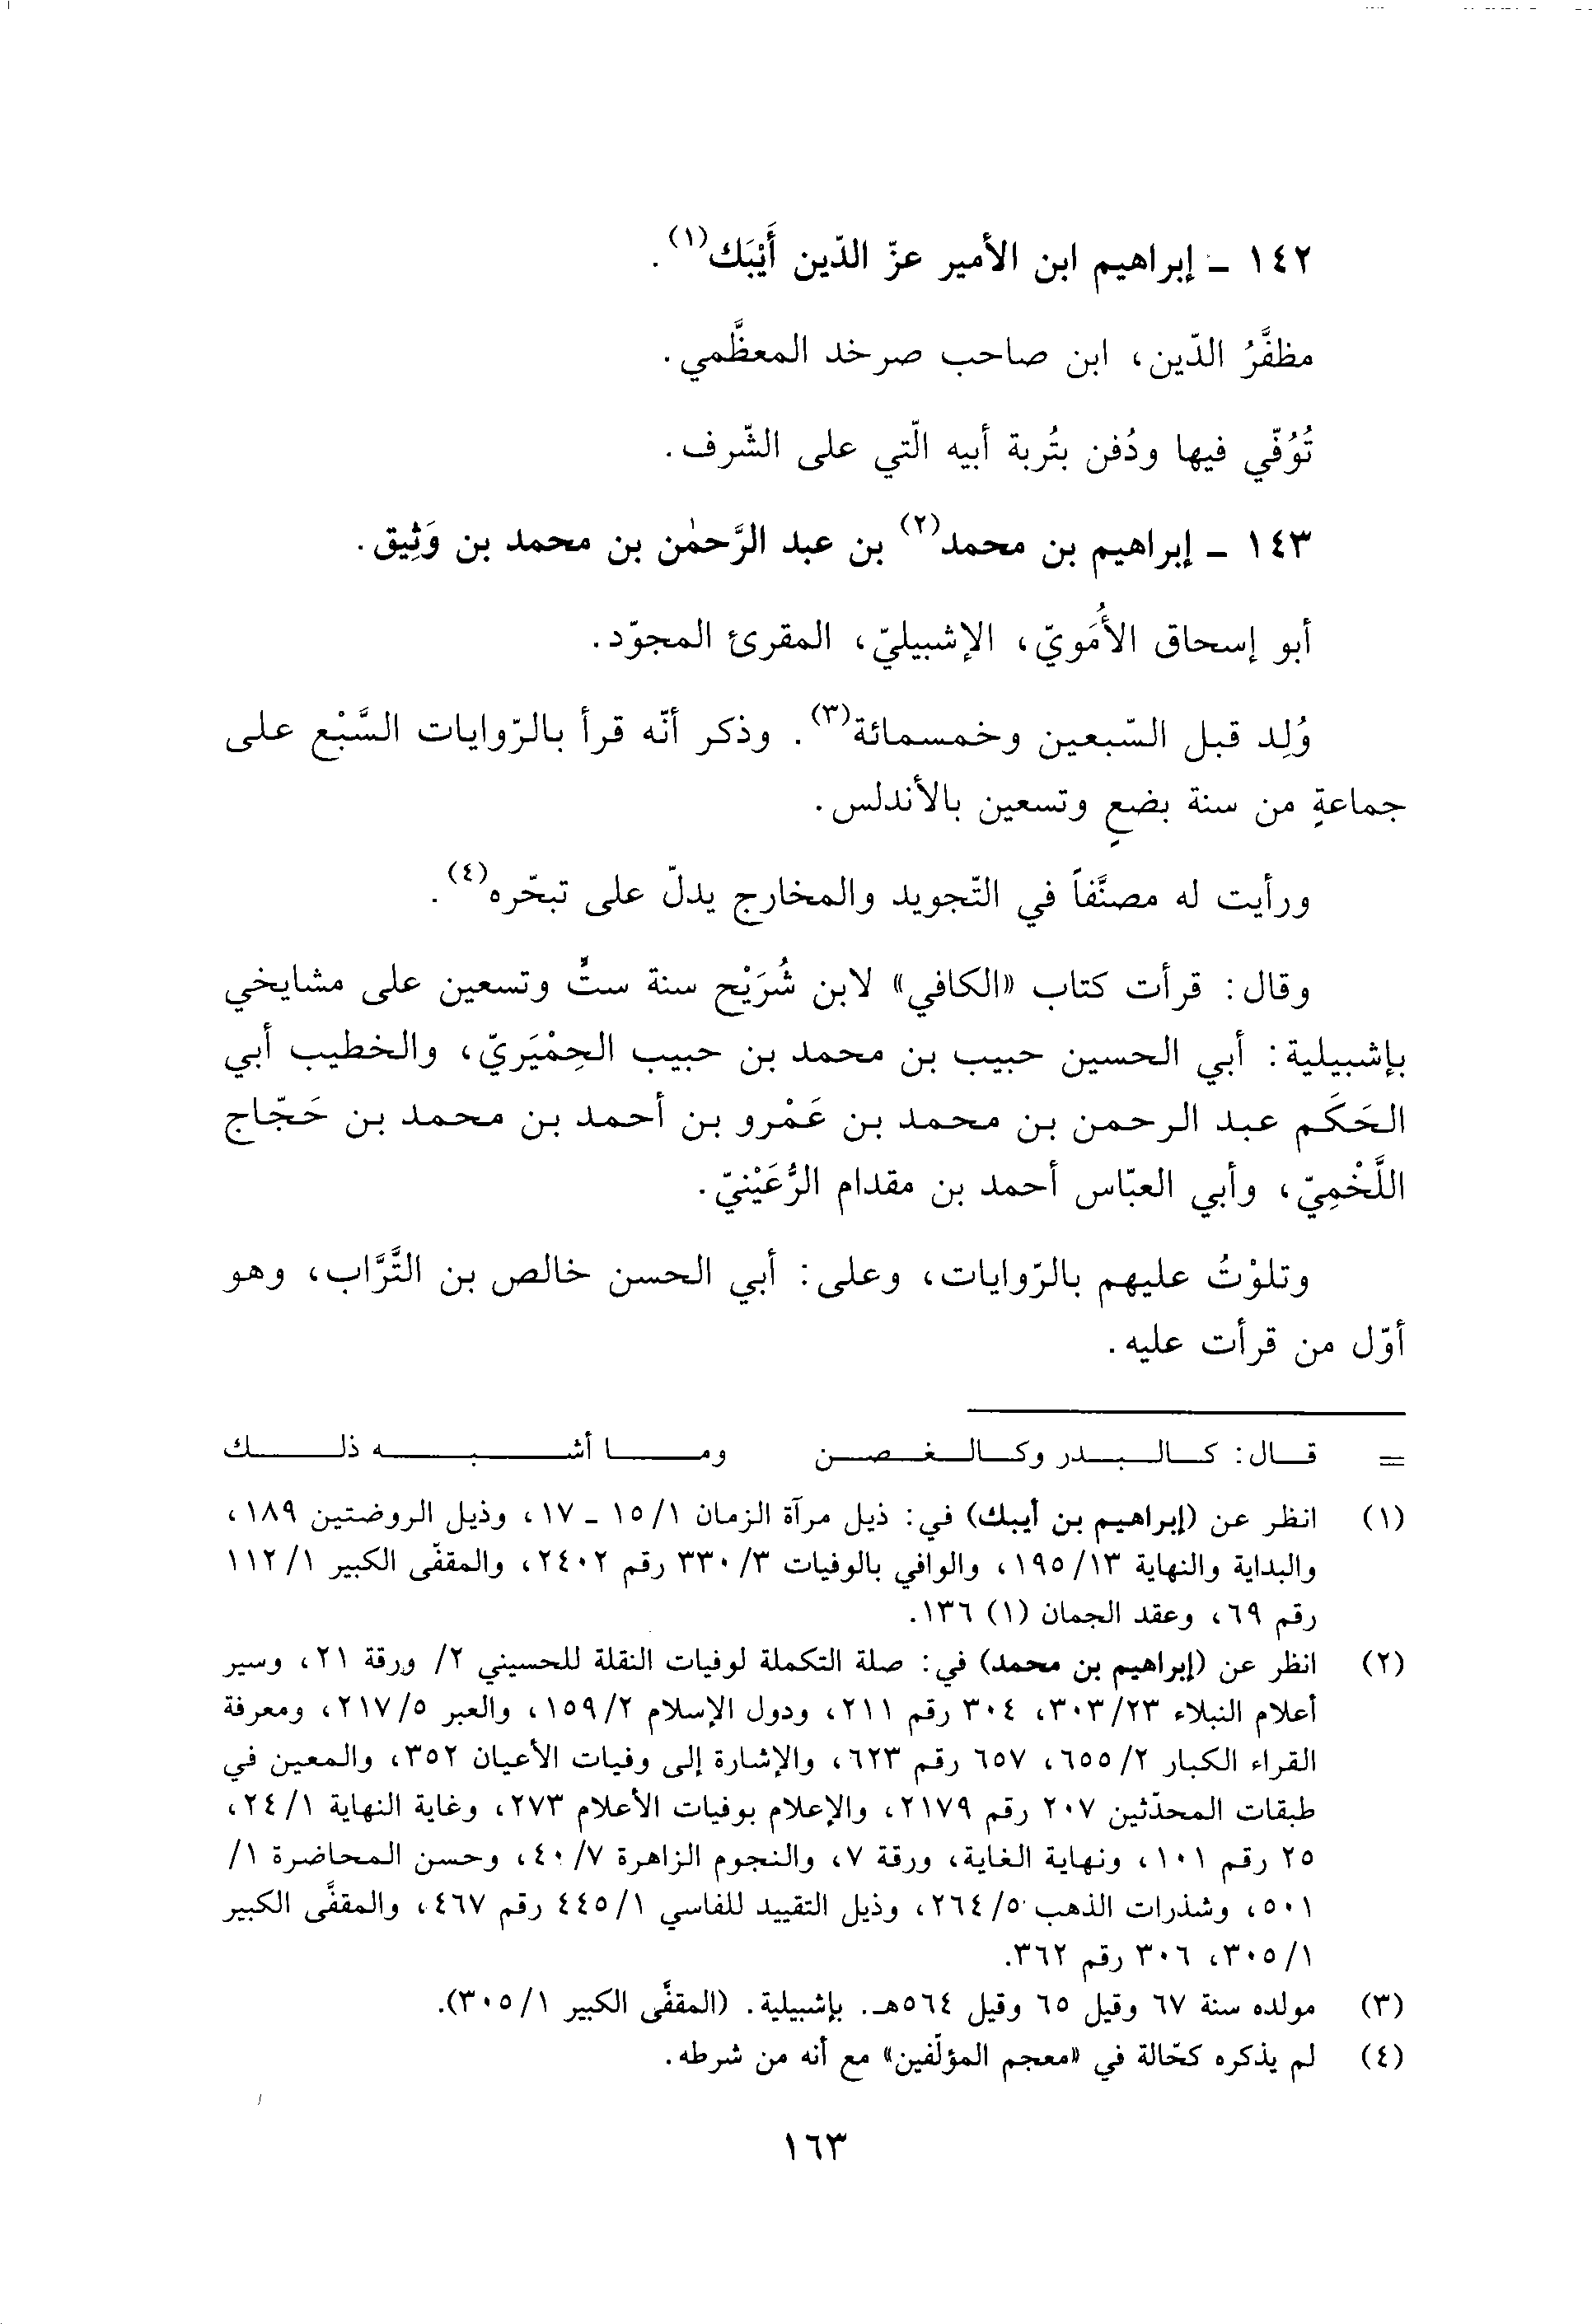 ١٤٢ - إبراهيم ابن الأمير عزّ الدّين أَيْبَك(١).
مظفَّرُ الدّين، ابن صاحب صرخد المعظَّمي.
تُوُفّي فيها ودُفن بتُربة أبيه الّتي على الشّرف.
١٤٣ - إبراهيم بن محمد(٢) بن عبد الرَّحمٰن بن محمد بن وَثِيق.
أبو إسحاق الأُمَويّ، الإشبيليّ، المقرئ المجوّد.
وُلِد قبل السّبعين وخمسمائة(٣). وذكر أنّه قرأ بالرّوايات السَّبْع على
جماعةٍ من سنة بضعٍ وتسعين بالأندلس.
ورأيت له مصنَّفاً في التّجويد والمخارج يدلّ على تبحّره(٤).
وقال: قرأت كتاب «الكافي» لابن شُرَيْح سنة ستٍّ وتسعين على مشايخي
بإشبيلية: أبي الحسين حبيب بن محمد بن حبيب الحِمْيَريّ، والخطيب أبي
الحَكَم عبد الرحمن بن محمد بن عَمْرو بن أحمد بن محمد بن حَجّاج
اللَّخْمِيّ، وأبي العبّاس أحمد بن مقدام الرُّعَيْنيّ.
وتلوْتُ عليهم بالرّوايات، وعلى: أبي الحسن خالص بن التَّرَّاب، وهو
أوّل من قرأت عليه.
= قال: كالبدر وكالغصن وما أشبه ذلك
(١) انظر عن (إبراهيم بن أيبك) في: ذيل مرآة الزمان ١/ ١٥ - ١٧، وذيل الروضتين ١٨٩،
والبداية والنهاية ١٣/ ١٩٥، والوافي بالوفيات ٣/ ٣٣٠ رقم ٢٤٠٢، والمقفّى الكبير ١/ ١١٢
رقم ٦٩، وعقد الجمان (١) ١٣٦.
(٢) انظر عن (إبراهيم بن محمد) في: صلة التكملة لوفيات النقلة للحسيني ٢/ ورقة ٢١، وسير
أعلام النبلاء ٢٣/ ٣٠٣، ٣٠٤ رقم ٢١١، ودول الإسلام ٢/ ١٥٩، والعبر ٥/ ٢١٧، ومعرفة
القراء الكبار ٢/ ٦٥٥، ٦٥٧ رقم ٦٢٣، والإشارة إلى وفيات الأعيان ٣٥٢، والمعين في
طبقات المحدّثين ٢٠٧ رقم ٢١٧٩، والإعلام بوفيات الأعلام ٢٧٣، وغاية النهاية ١/ ٢٤،
٢٥ رقم ١٠١، ونهاية الغاية، ورقة ٧، والنجوم الزاهرة ٧/ ٤٠، وحسن المحاضرة ١/
٥٠١، وشذرات الذهب ٥/ ٢٦٤، وذيل التقييد للفاسي ١/ ٤٤٥ رقم ٤٦٧، والمقفَّى الكبير
١/ ٣٠٥، ٣٠٦ رقم ٣٦٢.
(٣) مولده سنة ٦٧ وقيل ٦٥ وقيل ٥٦٤هـ. بإشبيلية. (المقفَّى الكبير ١/ ٣٠٥).
(٤) لم يذكره كحّالة في «معجم المؤلّفين» مع أنه من شرطه.
١٦٣